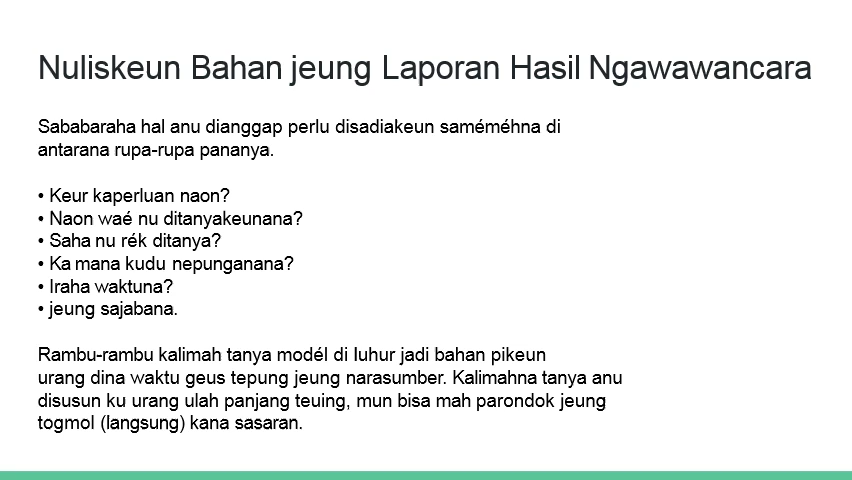 Nuliskeun Bahan jeung Laporan Hasil Ngawawancara
Sababaraha hal anu dianggap perlu disadiakeun saméméhna di
antarana rupa-rupa pananya.
• Keur kaperluan naon?
• Naon waé nu ditanyakeunana?
• Saha nu rék ditanya?
• Ka mana kudu nepunganana?
• Iraha waktuna?
• jeung sajabana.
Rambu-rambu kalimah tanya modél di luhur jadi bahan pikeun
urang dina waktu geus tepung jeung narasumber. Kalimahna tanya anu
disusun ku urang ulah panjang teuing, mun bisa mah parondok jeung
togmol (langsung) kana sasaran.